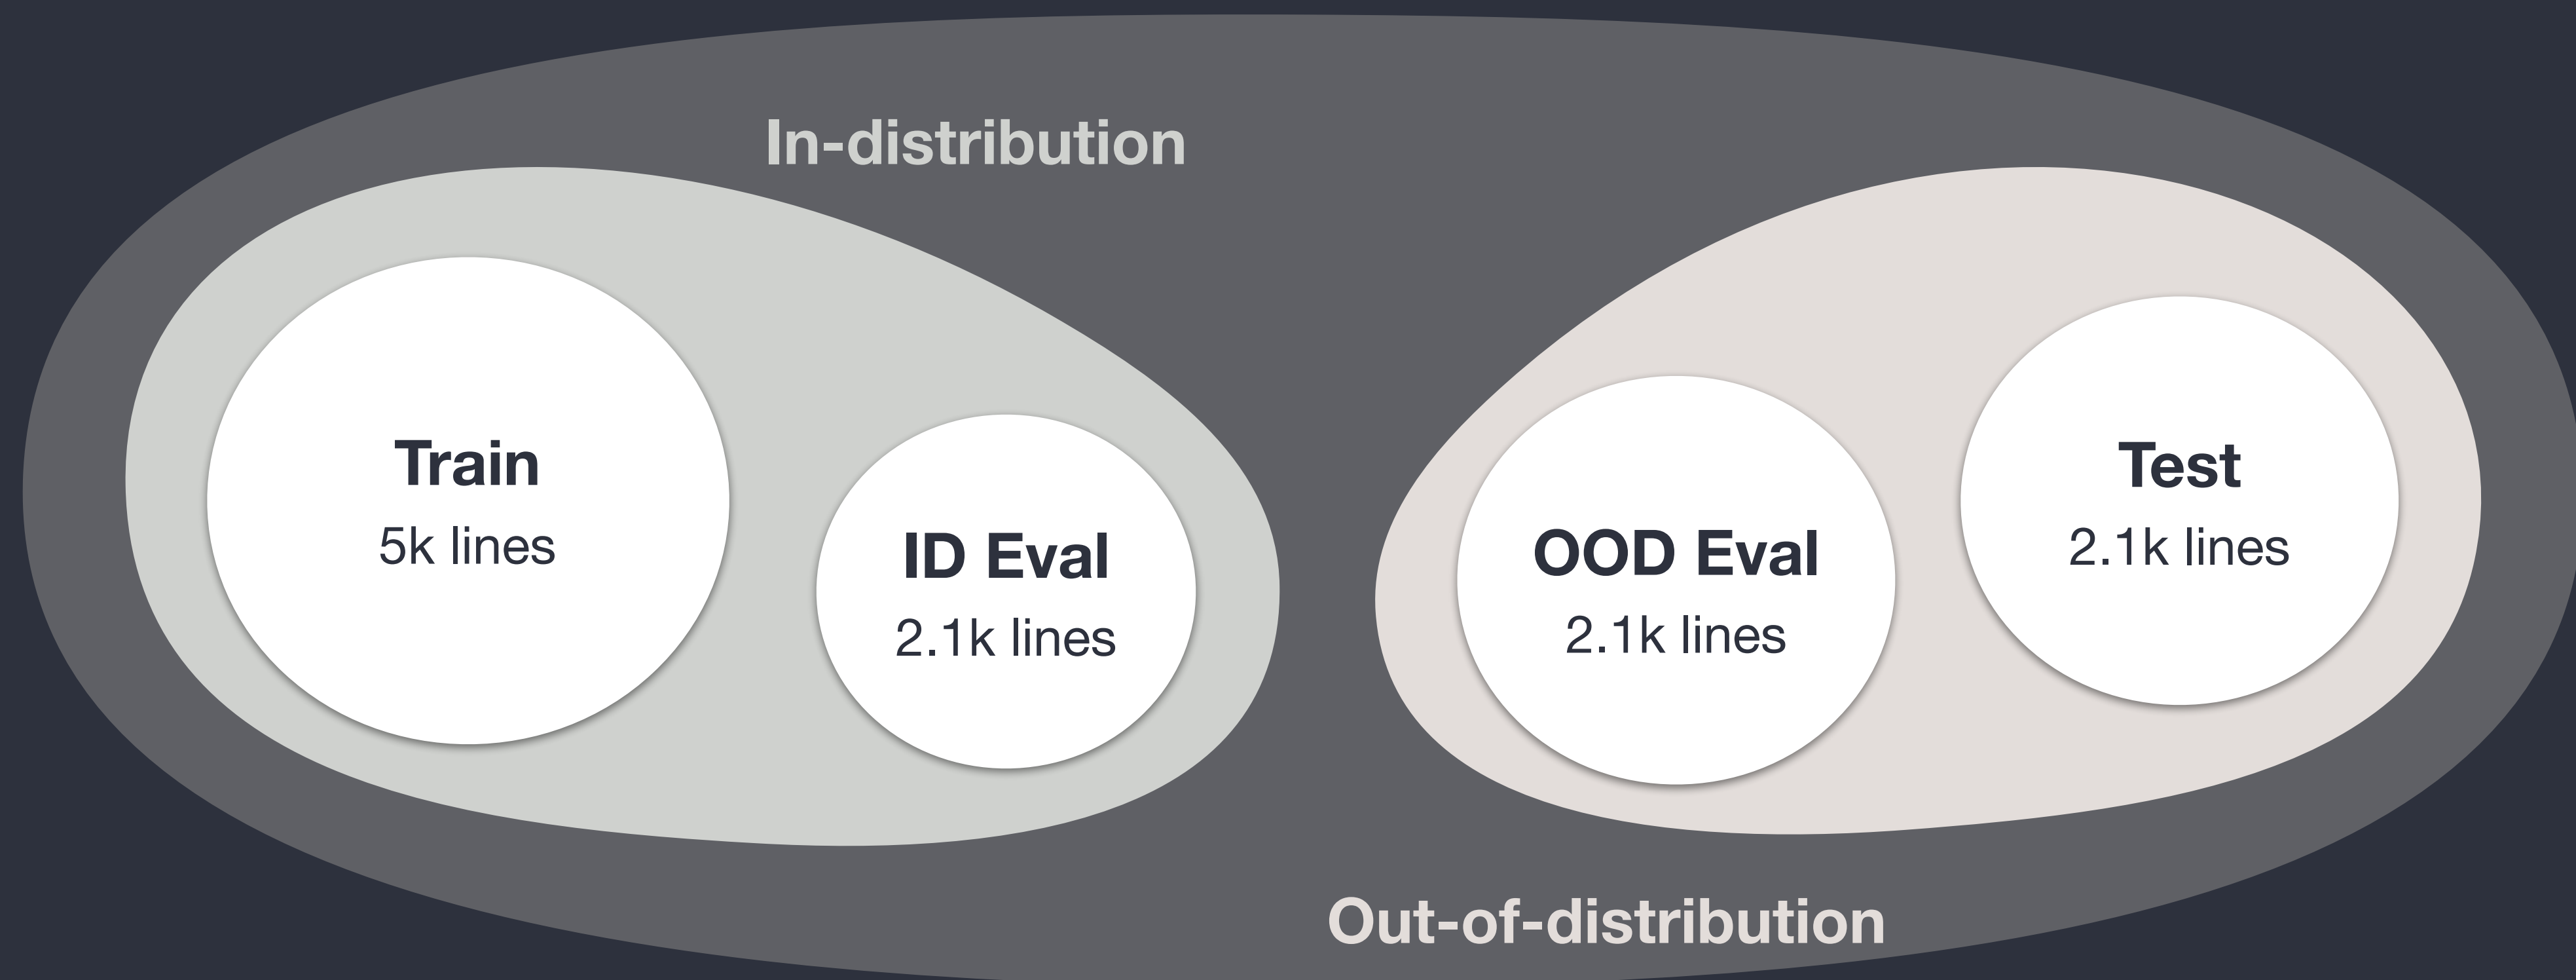 In-distribution
Train
5k lines
ID Eval
2.1k lines
OOD Eval
2.1k lines
Test
2.1k lines
Out-of-distribution